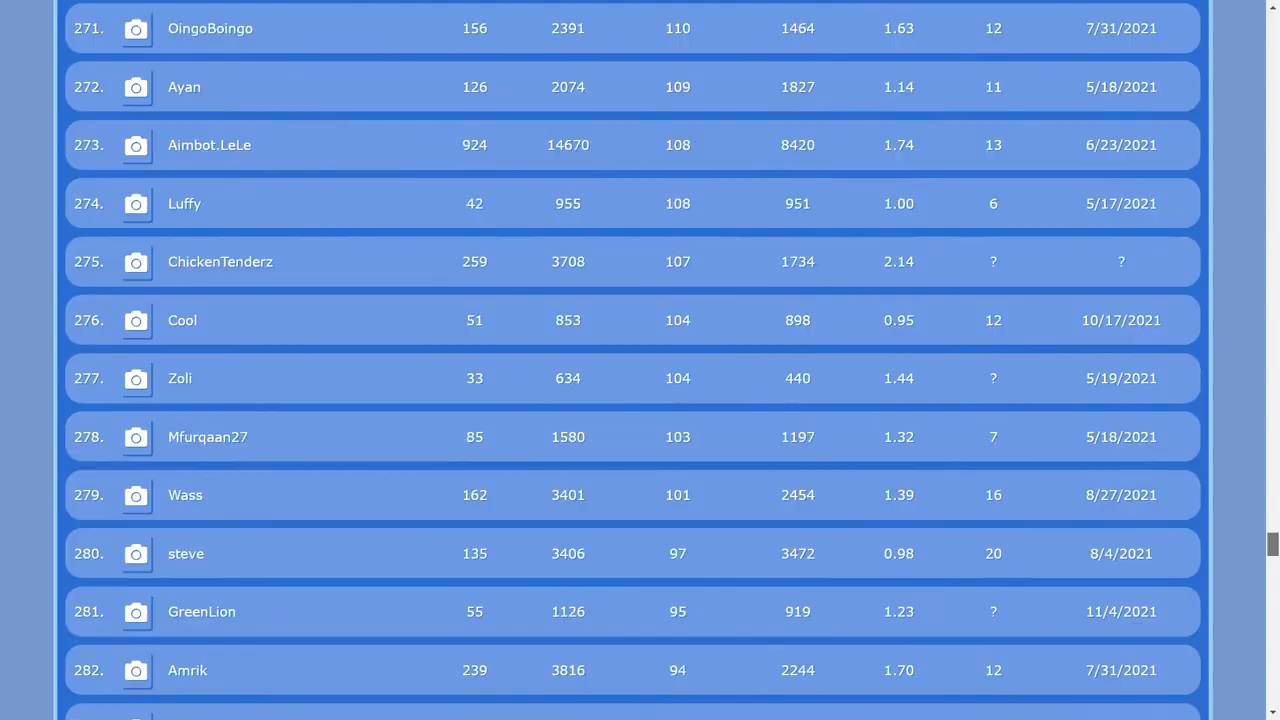 271. OingoBoingo 156 2391 110 1464 1.63 12 7/31/2021
272. Ayan 126 2074 109 1827 1.14 11 5/18/2021
273. Aimbot.LeLe 924 14670 108 8420 1.74 13 6/23/2021
274. Luffy 42 955 108 951 1.00 6 5/17/2021
275. ChickenTenderz 259 3708 107 1734 2.14 ? ?
276. Cool 51 853 104 898 0.95 12 10/17/2021
277. Zoli 33 634 104 440 1.44 ? 5/19/2021
278. Mfurqaan27 85 1580 103 1197 1.32 7 5/18/2021
279. Wass 162 3401 101 2454 1.39 16 8/27/2021
280. steve 135 3406 97 3472 0.98 20 8/4/2021
281. GreenLion 55 1126 95 919 1.23 ? 11/4/2021
282. Amrik 239 3816 94 2244 1.70 12 7/31/2021